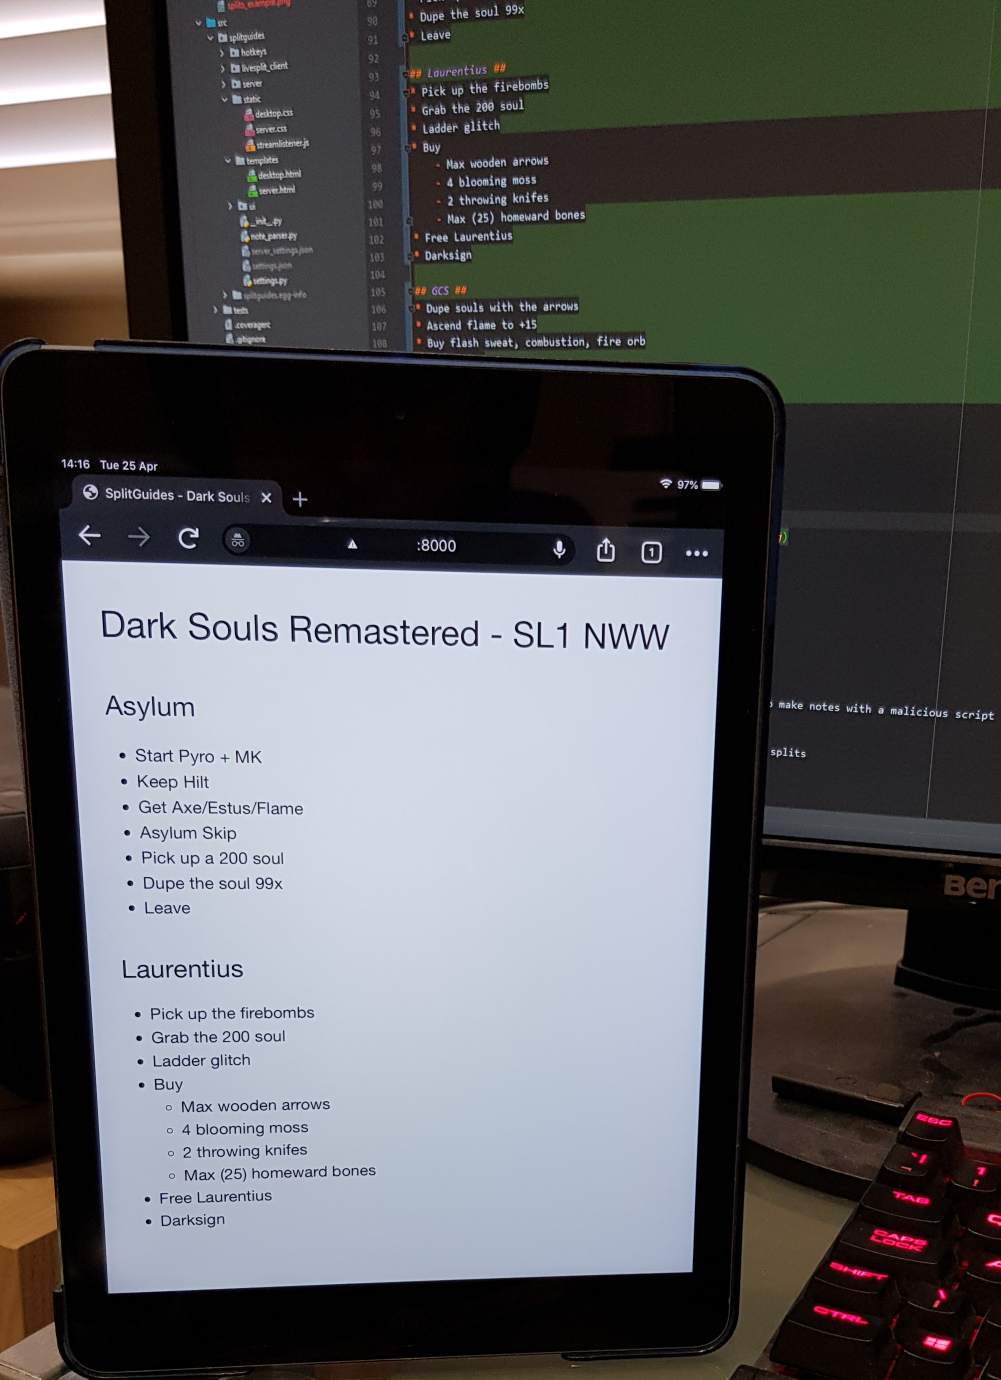 splits_example.png
src
splitguides
hotkeys
livesplit_client
server
static
desktop.css
server.css
streamlistener.js
templates
desktop.html
server.html
ui
__init__.py
note_parser.py
server_settings.json
settings.json
settings.py
splitguides.egg-info
tests
.coveragerc
.gitignore
89
90 * Dupe the soul 99x
91 * Leave
92
93 ## Laurentius ##
94 * Pick up the firebombs
95 * Grab the 200 soul
96 * Ladder glitch
97 * Buy
98 - Max wooden arrows
99 - 4 blooming moss
100 - 2 throwing knifes
101 - Max (25) homeward bones
102 * Free Laurentius
103 * Darksign
104
105 ## GCS ##
106 * Dupe souls with the arrows
107 * Ascend flame to +15
108 * Buy flash sweat, combustion, fire orb
make notes with a malicious script
splits
14:16 Tue 25 Apr
97%
SplitGuides - Dark Souls
:8000
1
Dark Souls Remastered - SL1 NWW
Asylum
• Start Pyro + MK
• Keep Hilt
• Get Axe/Estus/Flame
• Asylum Skip
• Pick up a 200 soul
• Dupe the soul 99x
• Leave
Laurentius
• Pick up the firebombs
• Grab the 200 soul
• Ladder glitch
• Buy
◦ Max wooden arrows
◦ 4 blooming moss
◦ 2 throwing knifes
◦ Max (25) homeward bones
• Free Laurentius
• Darksign
ESC
TAB
CAPS LOCK
SHIFT
CTRL